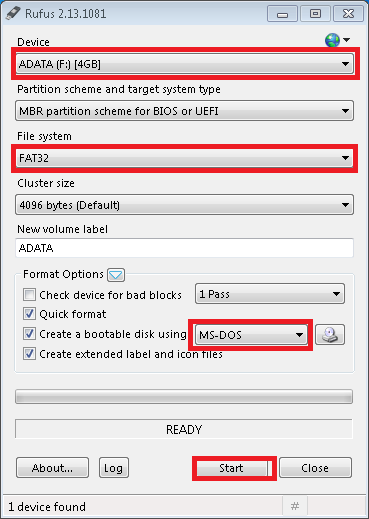 Rufus 2.13.1081
Device
ADATA (F:) [4GB]
Partition scheme and target system type
MBR partition scheme for BIOS or UEFI
File system
FAT32
Cluster size
4096 bytes (Default)
New volume label
ADATA
Format Options
Check device for bad blocks 1 Pass
Quick format
Create a bootable disk using MS-DOS
Create extended label and icon files
READY
About... Log Start Close
1 device found #